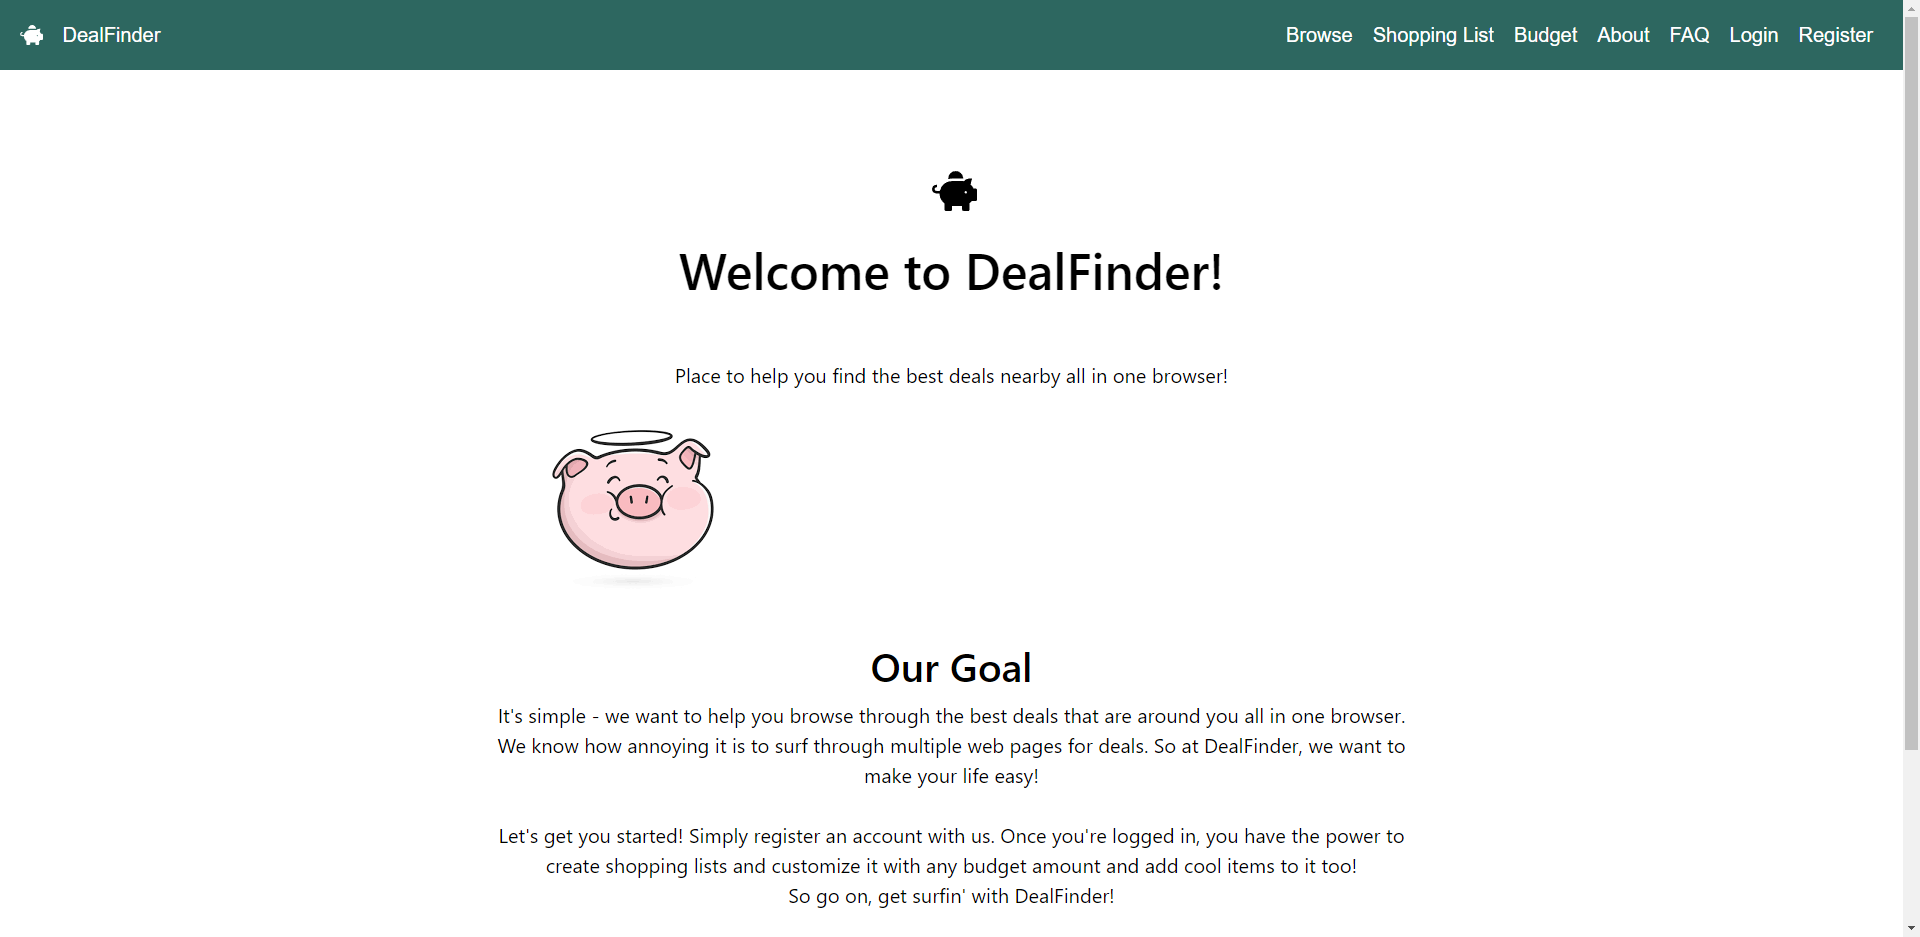 DealFinder
Browse Shopping List Budget About FAQ Login Register
Welcome to DealFinder!
Place to help you find the best deals nearby all in one browser!
Our Goal
It's simple - we want to help you browse through the best deals that are around you all in one browser.
We know how annoying it is to surf through multiple web pages for deals. So at DealFinder, we want to
make your life easy!
Let's get you started! Simply register an account with us. Once you're logged in, you have the power to
create shopping lists and customize it with any budget amount and add cool items to it too!
So go on, get surfin' with DealFinder!